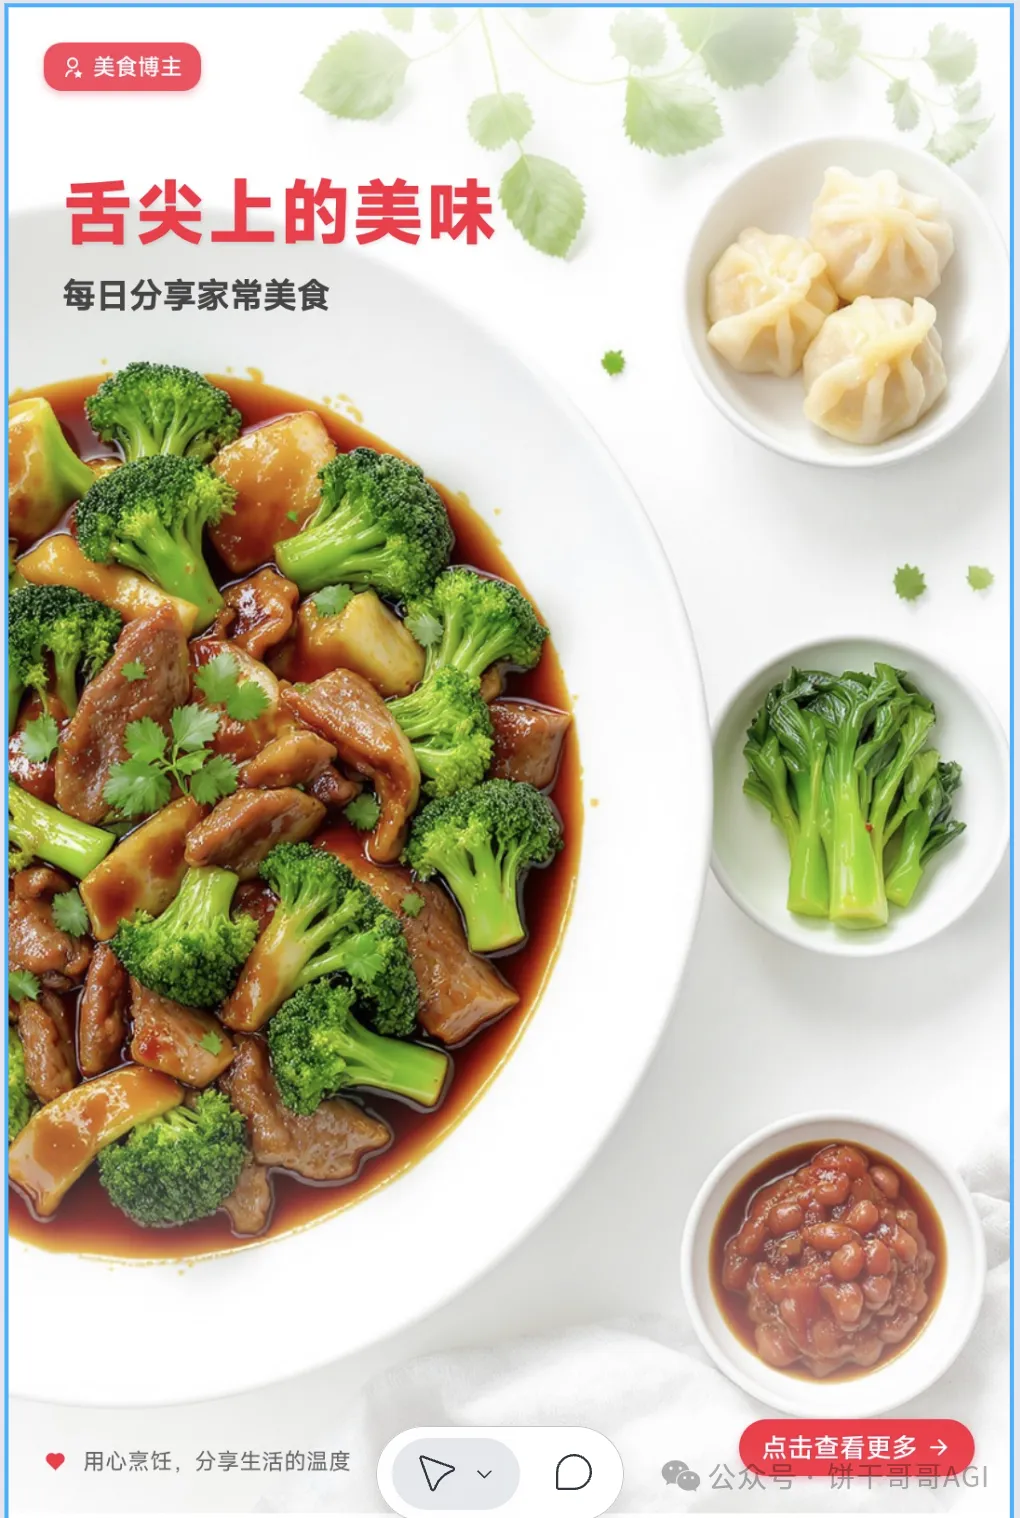 美食博主
舌尖上的美味
每日分享家常美食
用心烹饪，分享生活的温度
点击查看更多 →
公众号 · 饼干哥哥AGI